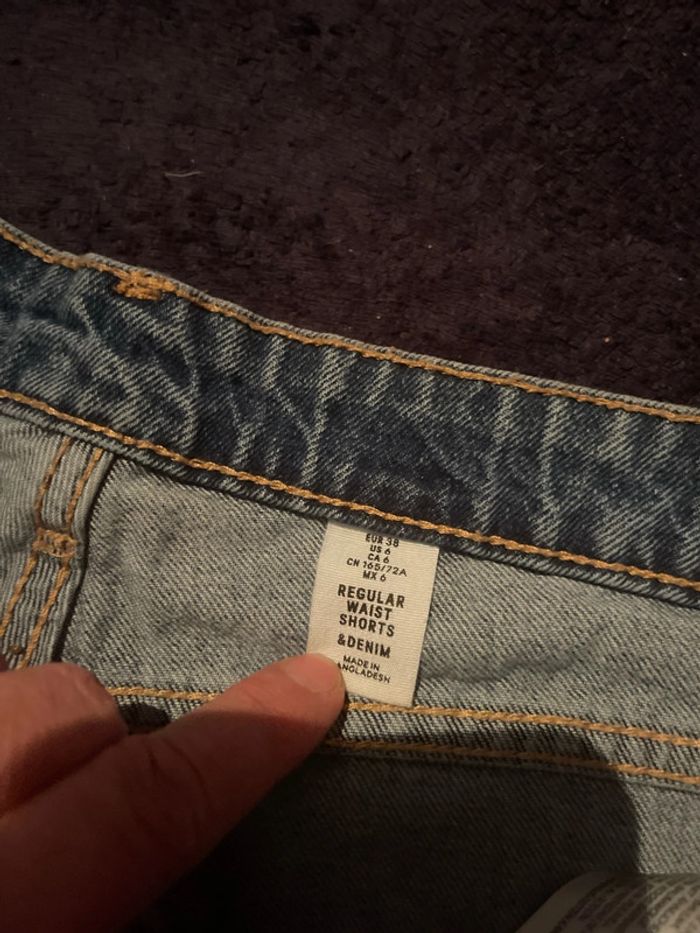 EUR 38
US 6
CA 6
CN 165/72A
MX 6
REGULAR
WAIST
SHORTS
&DENIM
MADE IN
ANGLADESH